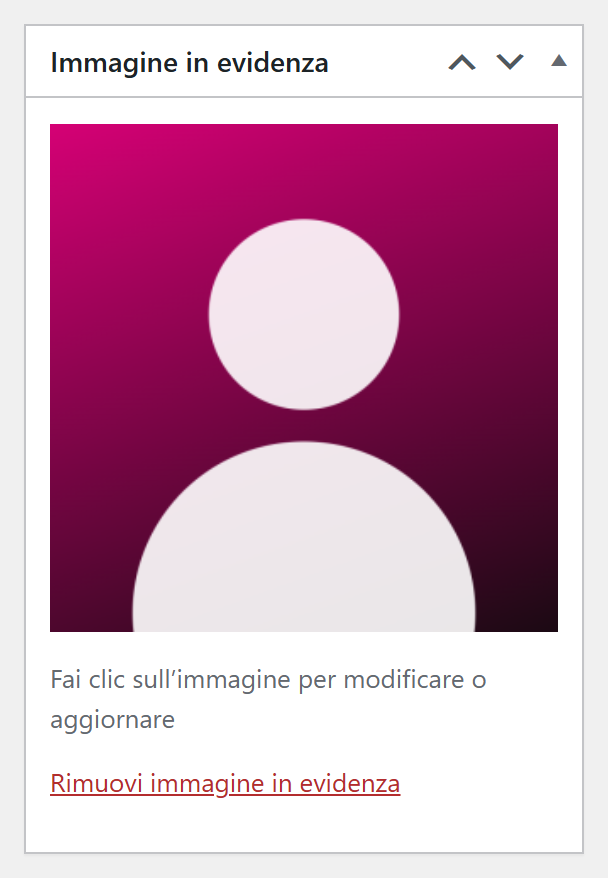 Immagine in evidenza
Fai clic sull’immagine per modificare o
aggiornare
Rimuovi immagine in evidenza